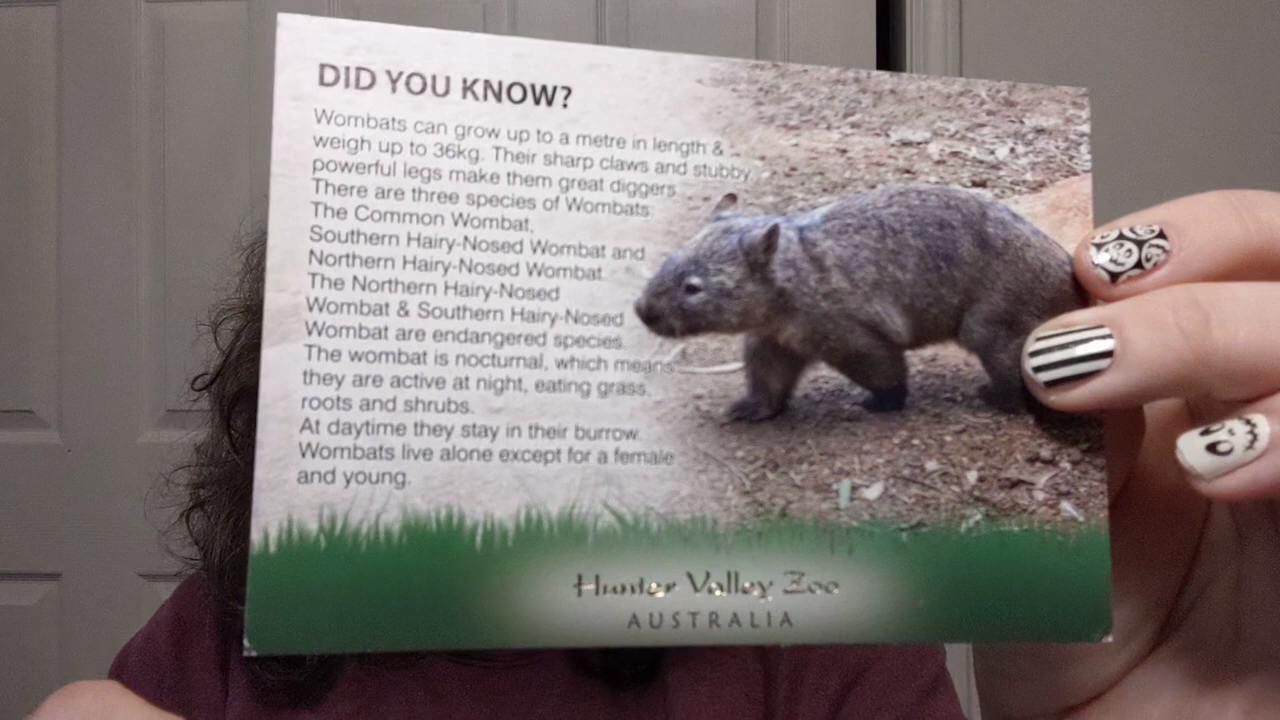 DID YOU KNOW?
Wombats can grow up to a metre in length &
weigh up to 36kg. Their sharp claws and stubby
powerful legs make them great diggers
There are three species of Wombats
The Common Wombat,
Southern Hairy-Nosed Wombat and
Northern Hairy-Nosed Wombat.
The Northern Hairy-Nosed
Wombat & Southern Hairy-Nosed
Wombat are endangered species.
The wombat is nocturnal, which means
they are active at night, eating grass,
roots and shrubs.
At daytime they stay in their burrow.
Wombats live alone except for a female
and young.
Hunter Valley Zoo
AUSTRALIA